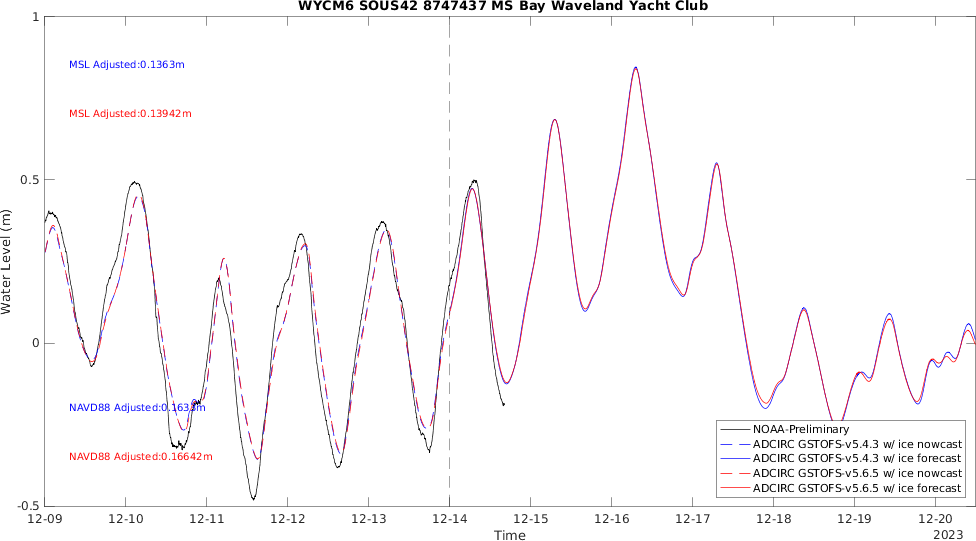 WYCM6 SOUS42 8747437 MS Bay Waveland Yacht Club
1
MSL Adjusted:0.1363m
MSL Adjusted:0.13942m
0.5
Water Level (m)
0
NAVD88 Adjusted:0.1633m
NAVD88 Adjusted:0.16642m
-0.5
NOAA-Preliminary
ADCIRC GSTOFS-v5.4.3 w/ ice nowcast
ADCIRC GSTOFS-v5.4.3 w/ ice forecast
ADCIRC GSTOFS-v5.6.5 w/ ice nowcast
ADCIRC GSTOFS-v5.6.5 w/ ice forecast
12-09 12-10 12-11 12-12 12-13 12-14 12-15 12-16 12-17 12-18 12-19 12-20
2023
Time